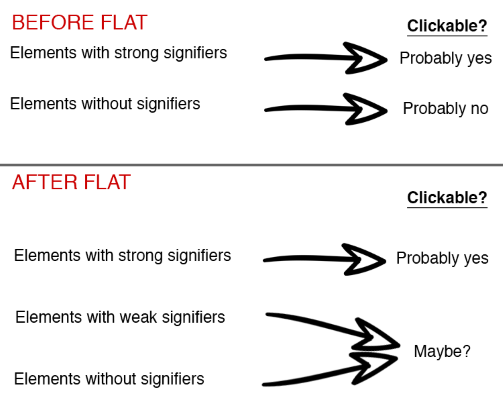 BEFORE FLAT
Clickable?
Elements with strong signifiers
Probably yes
Elements without signifiers
Probably no
AFTER FLAT
Clickable?
Elements with strong signifiers
Probably yes
Elements with weak signifiers
Maybe?
Elements without signifiers